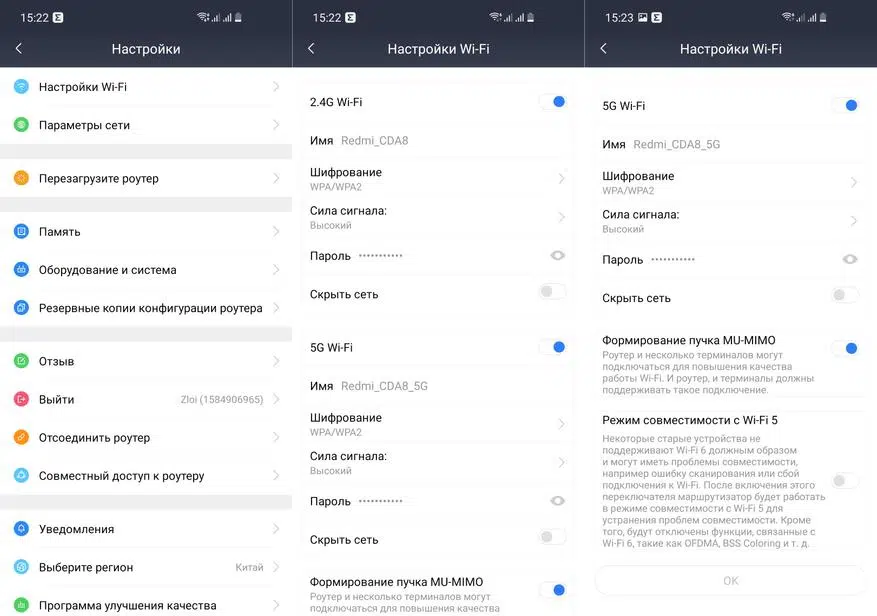 15:22 Σ
Настройки
Настройки Wi-Fi
Параметры сети
Перезагрузите роутер
Память
Оборудование и система
Резервные копии конфигурации роутера
Отзыв
Выйти Zloi (1584906965)
Отсоединить роутер
Совместный доступ к роутеру
Уведомления
Выберите регион Китай
Программа улучшения качества
15:22 Σ
Настройки Wi-Fi
2.4G Wi-Fi
Имя Redmi_CDA8
Шифрование
WPA/WPA2
Сила сигнала:
Высокий
Пароль ···········
Скрыть сеть
5G Wi-Fi
Имя Redmi_CDA8_5G
Шифрование
WPA/WPA2
Сила сигнала:
Высокий
Пароль ···········
Скрыть сеть
Формирование пучка MU-MIMO
Роутер и несколько терминалов могут
подключаться для повышения качества
15:23 Σ
Настройки Wi-Fi
5G Wi-Fi
Имя Redmi_CDA8_5G
Шифрование
WPA/WPA2
Сила сигнала:
Высокий
Пароль ···········
Скрыть сеть
Формирование пучка MU-MIMO
Роутер и несколько терминалов могут
подключаться для повышения качества
работы Wi-Fi. И роутер, и терминалы должны
поддерживать такое подключение.
Режим совместимости с Wi-Fi 5
Некоторые старые устройства не
поддерживают Wi-Fi 6 должным образом
и могут иметь проблемы совместимости,
например ошибку сканирования или сбой
подключения к Wi-Fi. После включения этого
переключателя маршрутизатор будет работать
в режиме совместимости с Wi-Fi 5 для
устранения проблем совместимости. Кроме
того, будут отключены функции, связанные с
Wi-Fi 6, такие как OFDMA, BSS Coloring и т. д.
OK